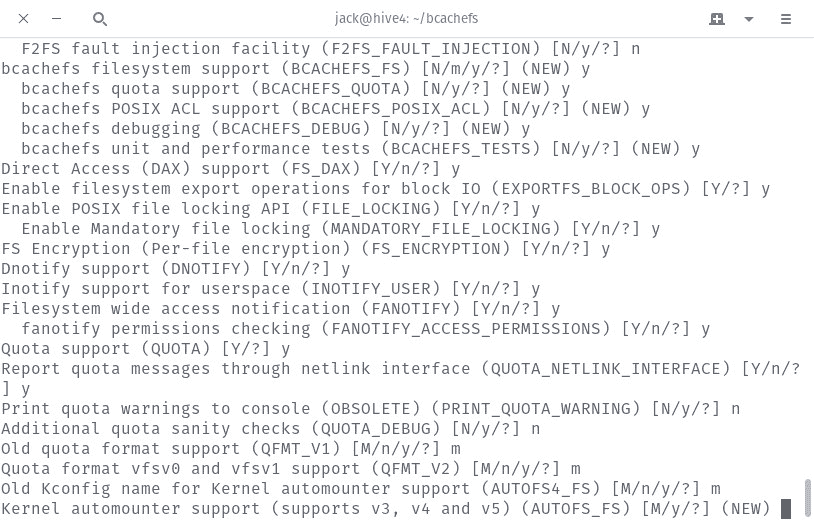 jack@hive4: ~/bcachefs
  F2FS fault injection facility (F2FS_FAULT_INJECTION) [N/y/?] n
bcachefs filesystem support (BCACHEFS_FS) [N/m/y/?] (NEW) y
  bcachefs quota support (BCACHEFS_QUOTA) [N/y/?] (NEW) y
  bcachefs POSIX ACL support (BCACHEFS_POSIX_ACL) [N/y/?] (NEW) y
  bcachefs debugging (BCACHEFS_DEBUG) [N/y/?] (NEW) y
  bcachefs unit and performance tests (BCACHEFS_TESTS) [N/y/?] (NEW) y
Direct Access (DAX) support (FS_DAX) [Y/n/?] y
Enable filesystem export operations for block IO (EXPORTFS_BLOCK_OPS) [Y/?] y
Enable POSIX file locking API (FILE_LOCKING) [Y/n/?] y
  Enable Mandatory file locking (MANDATORY_FILE_LOCKING) [Y/n/?] y
FS Encryption (Per-file encryption) (FS_ENCRYPTION) [Y/n/?] y
Dnotify support (DNOTIFY) [Y/n/?] y
Inotify support for userspace (INOTIFY_USER) [Y/n/?] y
Filesystem wide access notification (FANOTIFY) [Y/n/?] y
  fanotify permissions checking (FANOTIFY_ACCESS_PERMISSIONS) [Y/n/?] y
Quota support (QUOTA) [Y/?] y
Report quota messages through netlink interface (QUOTA_NETLINK_INTERFACE) [Y/n/?
] y
Print quota warnings to console (OBSOLETE) (PRINT_QUOTA_WARNING) [N/y/?] n
Additional quota sanity checks (QUOTA_DEBUG) [N/y/?] n
Old quota format support (QFMT_V1) [M/n/y/?] m
Quota format vfsv0 and vfsv1 support (QFMT_V2) [M/n/y/?] m
Old Kconfig name for Kernel automounter support (AUTOFS4_FS) [M/n/y/?] m
Kernel automounter support (supports v3, v4 and v5) (AUTOFS_FS) [M/y/?] (NEW)